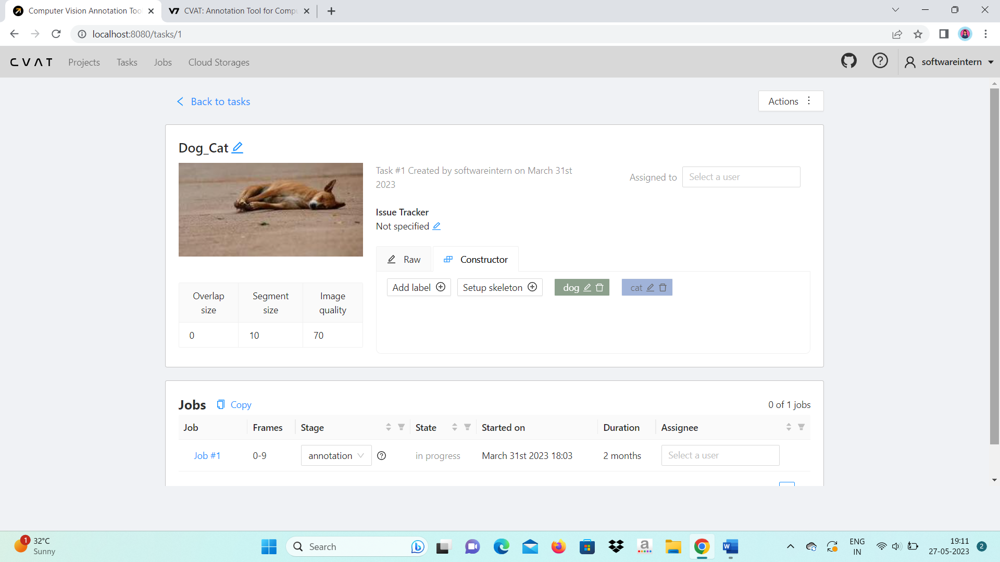 Computer Vision Annotation Too
CVAT: Annotation Tool for Comp
localhost:8080/tasks/1
CVAT Projects Tasks Jobs Cloud Storages
softwareintern
Back to tasks
Actions
Dog_Cat
Task #1 Created by softwareintern on March 31st
2023
Assigned to Select a user
Issue Tracker
Not specified
Raw Constructor
Add label Setup skeleton dog cat
Overlap size Segment size Image quality
0 10 70
Jobs Copy 0 of 1 jobs
Job Frames Stage State Started on Duration Assignee
Job #1 0-9 annotation in progress March 31st 2023 18:03 2 months Select a user
1
32°C
Sunny
Search
a
W
ENG
IN
19:11
27-05-2023
2